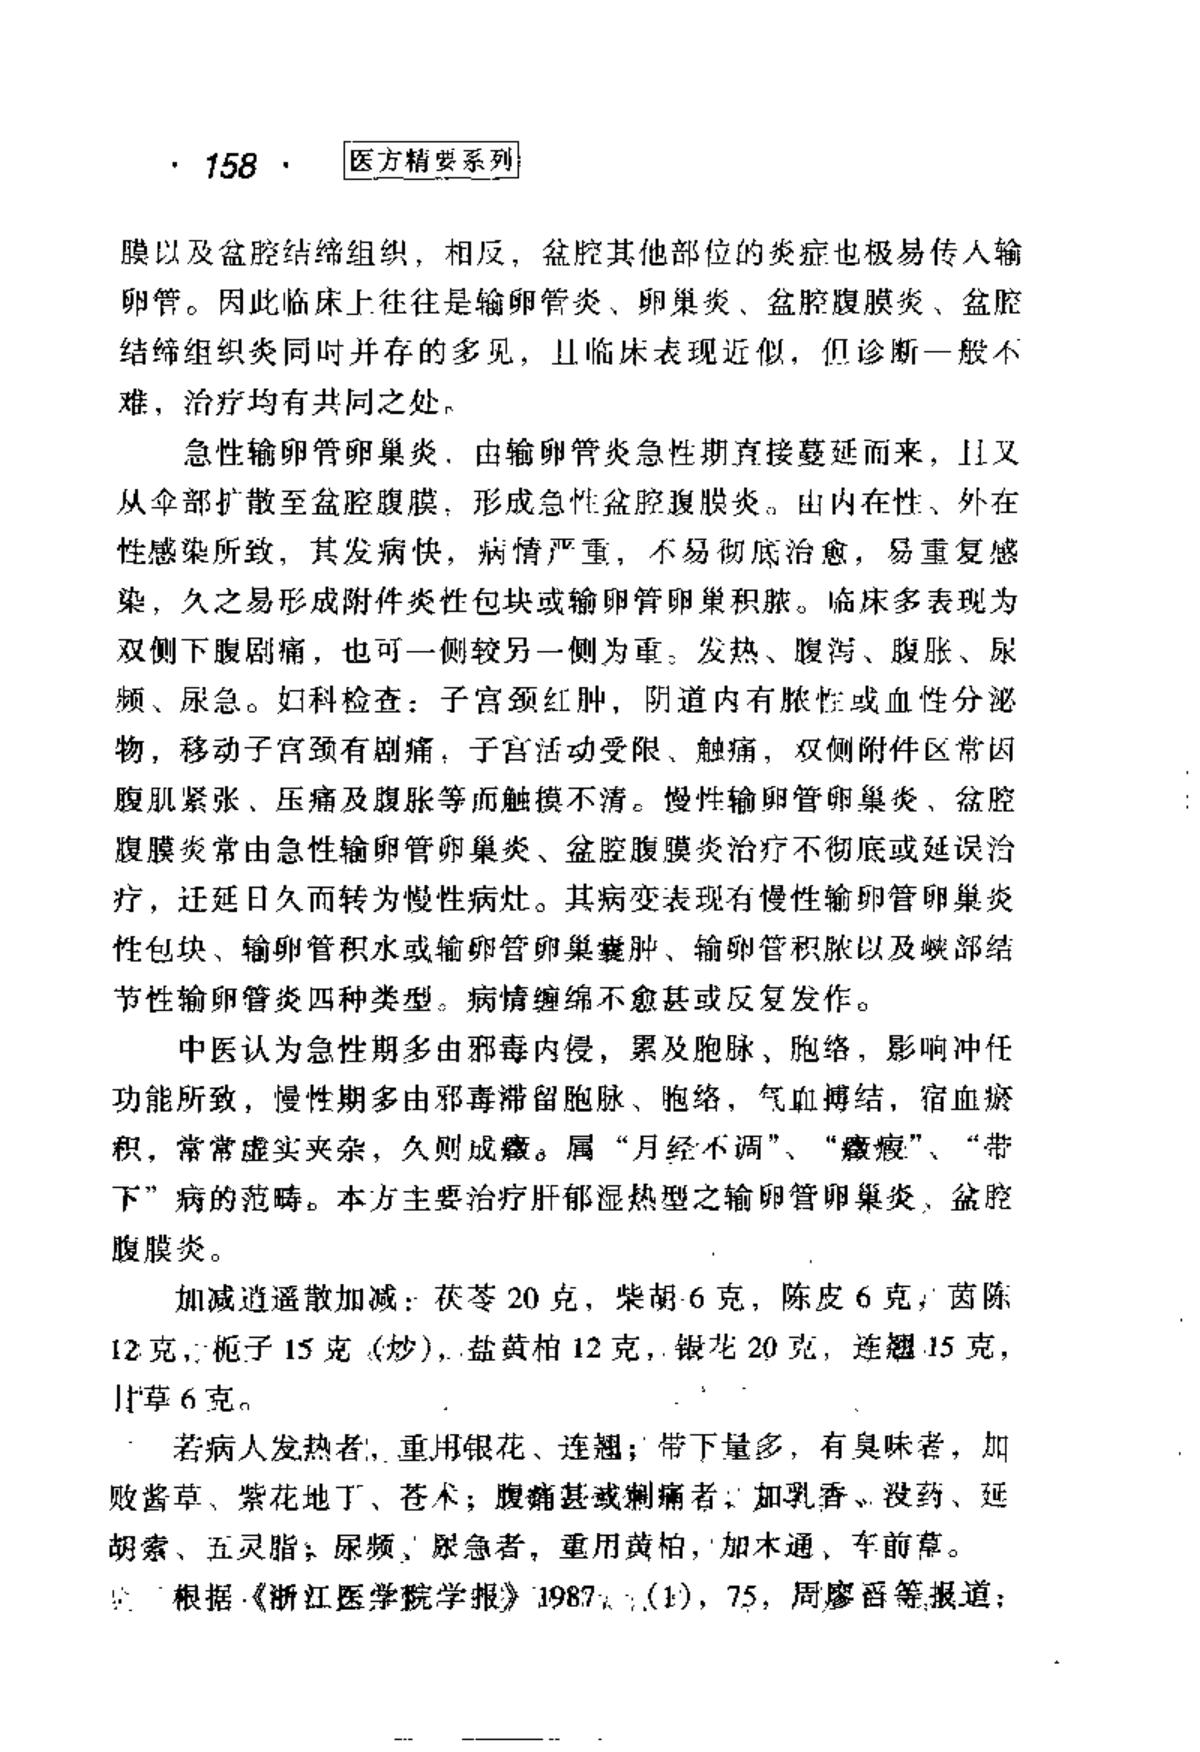 · 158 ·
医方精要系列
膜以及盆腔结缔组织，相反，盆腔其他部位的炎症也极易传入输
卵管。因此临床上往往是输卵管炎、卵巢炎、盆腔腹膜炎、盆腔
结缔组织炎同时并存的多见，且临床表现近似，但诊断一般不
难，治疗均有共同之处。
急性输卵管卵巢炎，由输卵管炎急性期直接蔓延而来，且又
从伞部扩散至盆腔腹膜，形成急性盆腔腹膜炎。由内在性、外在
性感染所致，其发病快，病情严重，不易彻底治愈，易重复感
染，久之易形成附件炎性包块或输卵管卵巢积脓。临床多表现为
双侧下腹剧痛，也可一侧较另一侧为重。发热、腹泻、腹胀、尿
频、尿急。妇科检查：子宫颈红肿，阴道内有脓性或血性分泌
物，移动子宫颈有剧痛，子宫活动受限、触痛，双侧附件区常因
腹肌紧张、压痛及腹胀等而触摸不清。慢性输卵管卵巢炎、盆腔
腹膜炎常由急性输卵管卵巢炎、盆腔腹膜炎治疗不彻底或延误治
疗，迁延日久而转为慢性病灶。其病变表现有慢性输卵管卵巢炎
性包块、输卵管积水或输卵管卵巢囊肿、输卵管积脓以及峡部结
节性输卵管炎四种类型。病情缠绵不愈甚或反复发作。
中医认为急性期多由邪毒内侵，累及胞脉、胞络，影响冲任
功能所致，慢性期多由邪毒滞留胞脉、胞络，气血搏结，宿血瘀
积，常常虚实夹杂，久则成癥。属“月经不调”、“癥瘕”、“带
下”病的范畴。本方主要治疗肝郁湿热型之输卵管卵巢炎、盆腔
腹膜炎。
加减逍遥散加减：茯苓 20 克，柴胡 6 克，陈皮 6 克，茵陈
12 克，栀子 15 克（炒），盐黄柏 12 克，银花 20 克，连翘 15 克，
甘草 6 克。
若病人发热者，重用银花、连翘；带下量多，有臭味者，加
败酱草、紫花地丁、苍术；腹痛甚或刺痛者，加乳香、没药、延
胡索、五灵脂；尿频、尿急者，重用黄柏，加木通、车前草。
根据《浙江医学院学报》1987，（1），75，周廖等报道：